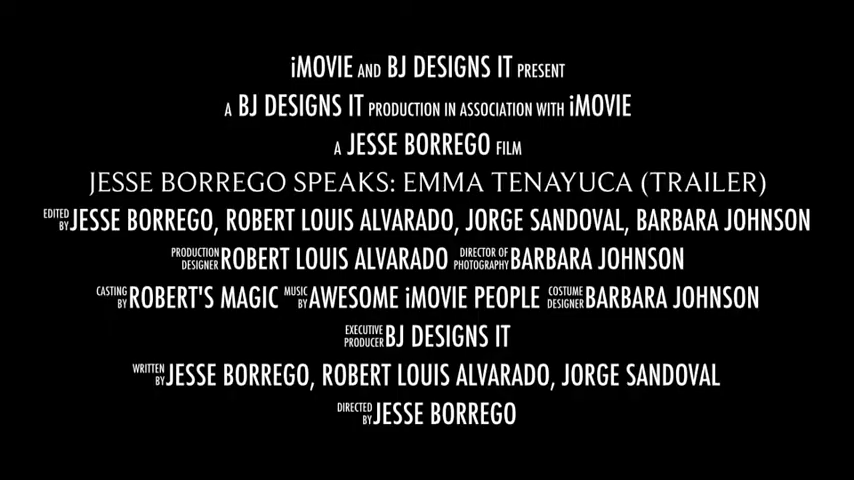 iMOVIE AND BJ DESIGNS IT PRESENT
A BJ DESIGNS IT PRODUCTION IN ASSOCIATION WITH iMOVIE
A JESSE BORREGO FILM
JESSE BORREGO SPEAKS: EMMA TENAYUCA (TRAILER)
EDITED BY JESSE BORREGO, ROBERT LOUIS ALVARADO, JORGE SANDOVAL, BARBARA JOHNSON
PRODUCTION DESIGNER ROBERT LOUIS ALVARADO DIRECTOR OF PHOTOGRAPHY BARBARA JOHNSON
CASTING BY ROBERT'S MAGIC MUSIC BY AWESOME iMOVIE PEOPLE COSTUME DESIGNER BARBARA JOHNSON
EXECUTIVE PRODUCER BJ DESIGNS IT
WRITTEN BY JESSE BORREGO, ROBERT LOUIS ALVARADO, JORGE SANDOVAL
DIRECTED BY JESSE BORREGO